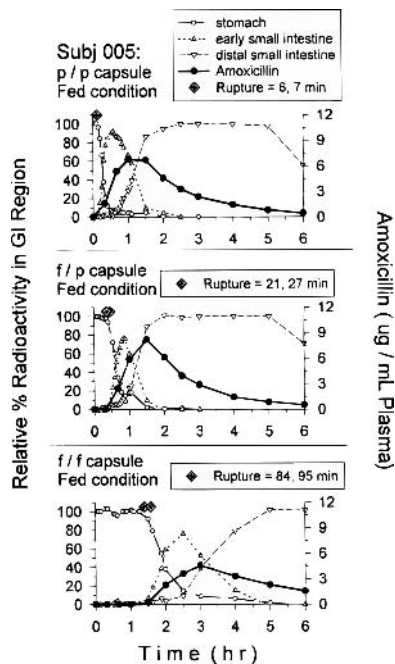 stomach
early small intestine
distal small intestine
Amoxicillin
Rupture = 6, 7 min
Subj 005:
p / p capsule
Fed condition
100
80
60
40
20
0
12
9
6
3
0
0 1 2 3 4 5 6
f / p capsule
Fed condition
Rupture = 21, 27 min
100
80
60
40
20
0
12
9
6
3
0
0 1 2 3 4 5 6
f / f capsule
Fed condition
Rupture = 84, 95 min
100
80
60
40
20
0
12
9
6
3
0
0 1 2 3 4 5 6
Time (hr)
Relative % Radioactivity in GI Region
Amoxicillin ( ug / mL Plasma)